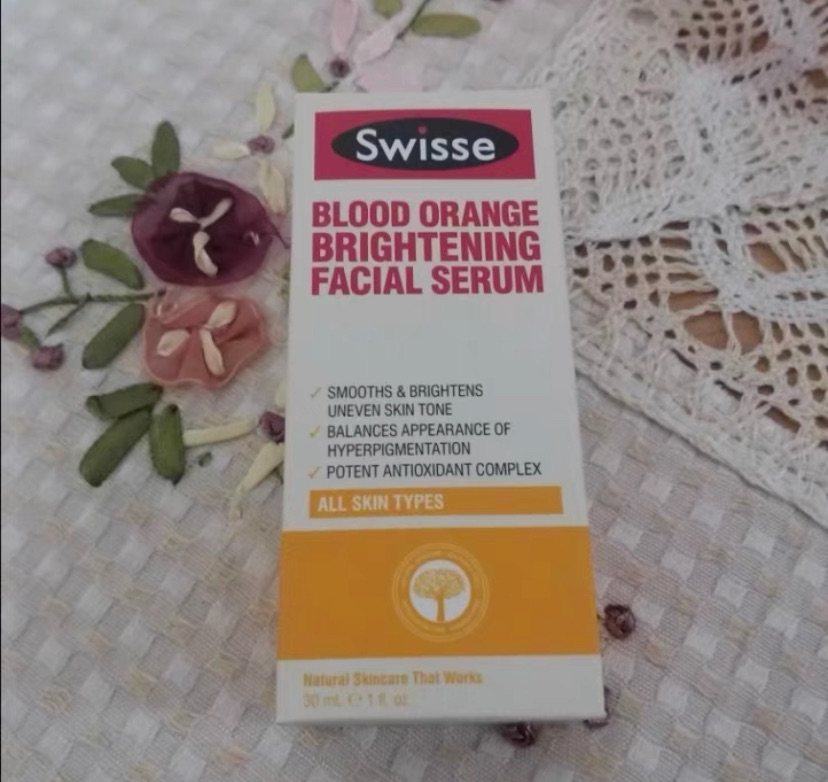 Swisse
BLOOD ORANGE
BRIGHTENING
FACIAL SERUM
✓ SMOOTHS & BRIGHTENS
UNEVEN SKIN TONE
✓ BALANCES APPEARANCE OF
HYPERPIGMENTATION
✓ POTENT ANTIOXIDANT COMPLEX
ALL SKIN TYPES
Natural Skincare That Works
30 mL ℮ 1 fl. oz.